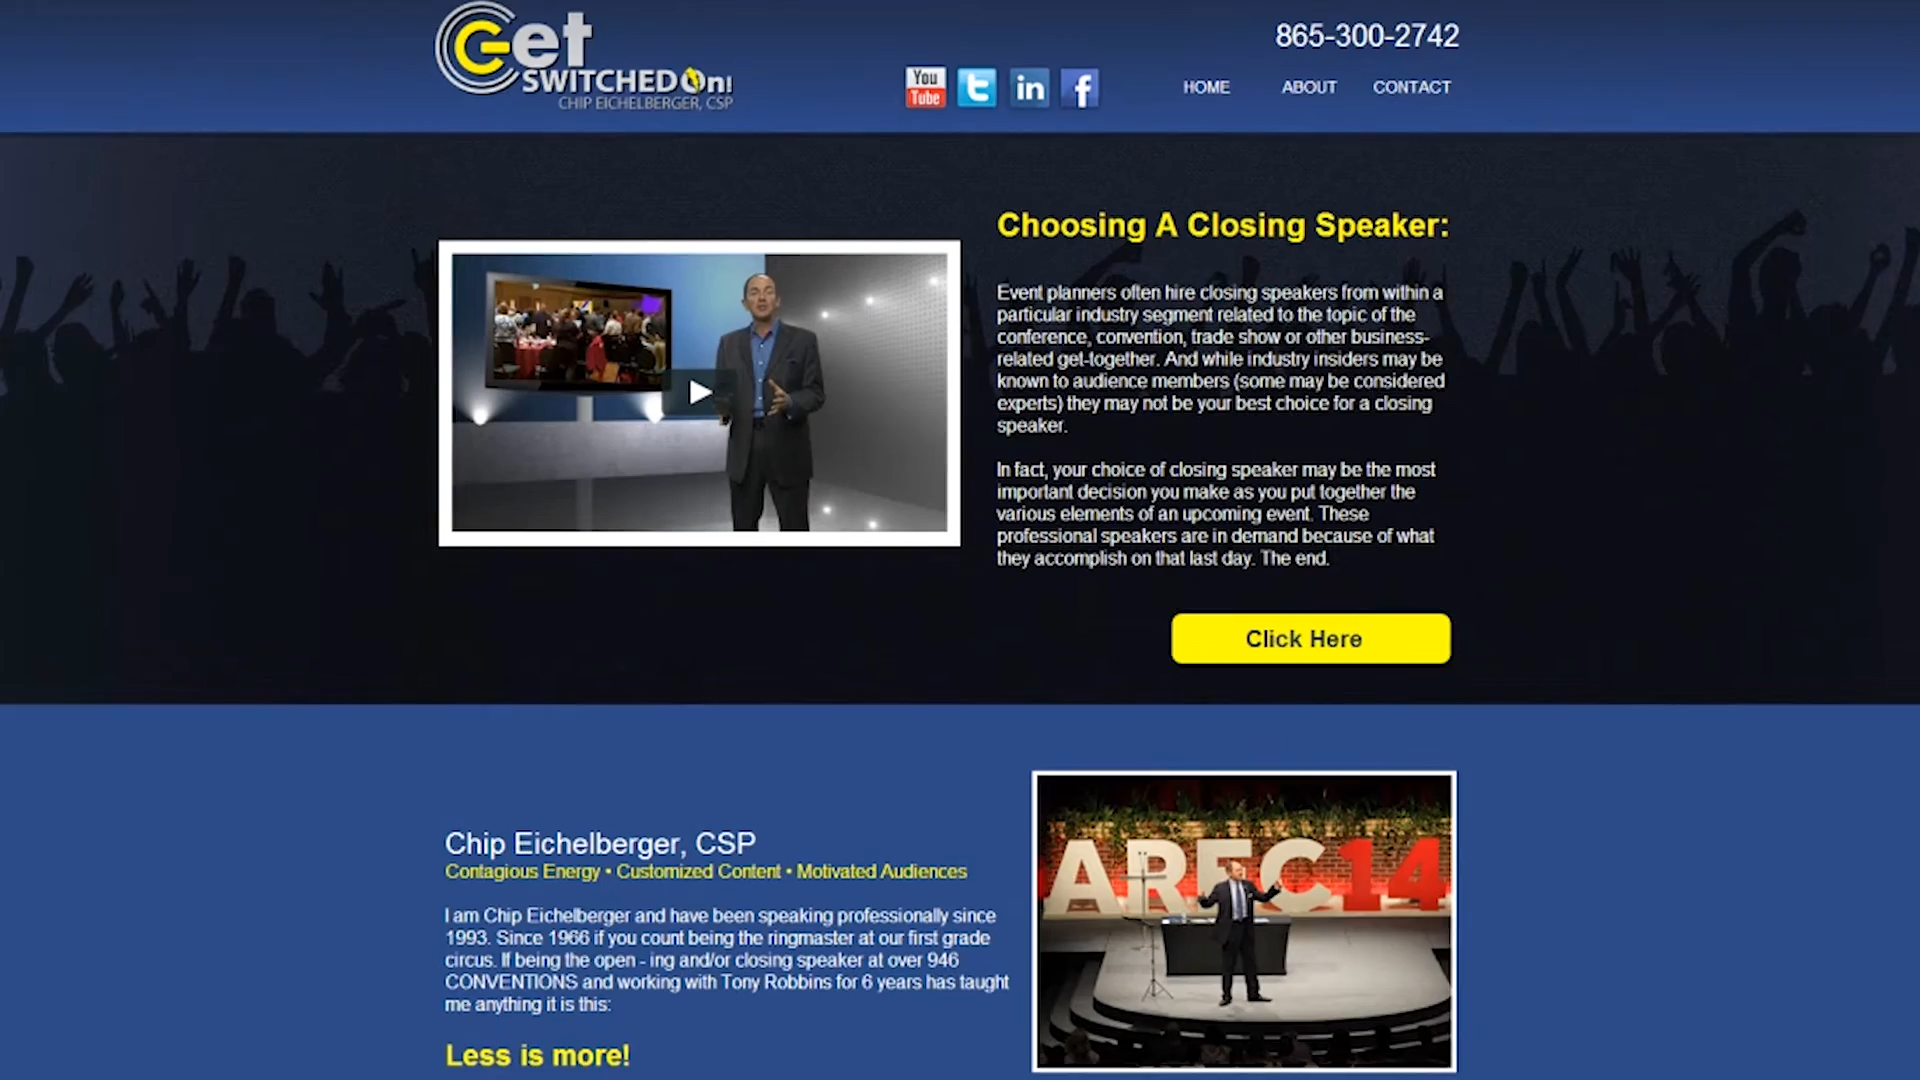 Get
SWITCHEDOn!
CHIP EICHELBERGER, CSP
865-300-2742
You
Tube
t
in
f
HOME
ABOUT
CONTACT
Choosing A Closing Speaker:
Event planners often hire closing speakers from within a
particular industry segment related to the topic of the
conference, convention, trade show or other business-
related get-together. And while industry insiders may be
known to audience members (some may be considered
experts) they may not be your best choice for a closing
speaker.
In fact, your choice of closing speaker may be the most
important decision you make as you put together the
various elements of an upcoming event. These
professional speakers are in demand because of what
they accomplish on that last day. The end.
Click Here
Chip Eichelberger, CSP
Contagious Energy • Customized Content • Motivated Audiences
I am Chip Eichelberger and have been speaking professionally since
1993. Since 1966 if you count being the ringmaster at our first grade
circus. If being the open - ing and/or closing speaker at over 946
CONVENTIONS and working with Tony Robbins for 6 years has taught
me anything it is this:
Less is more!
AREC14